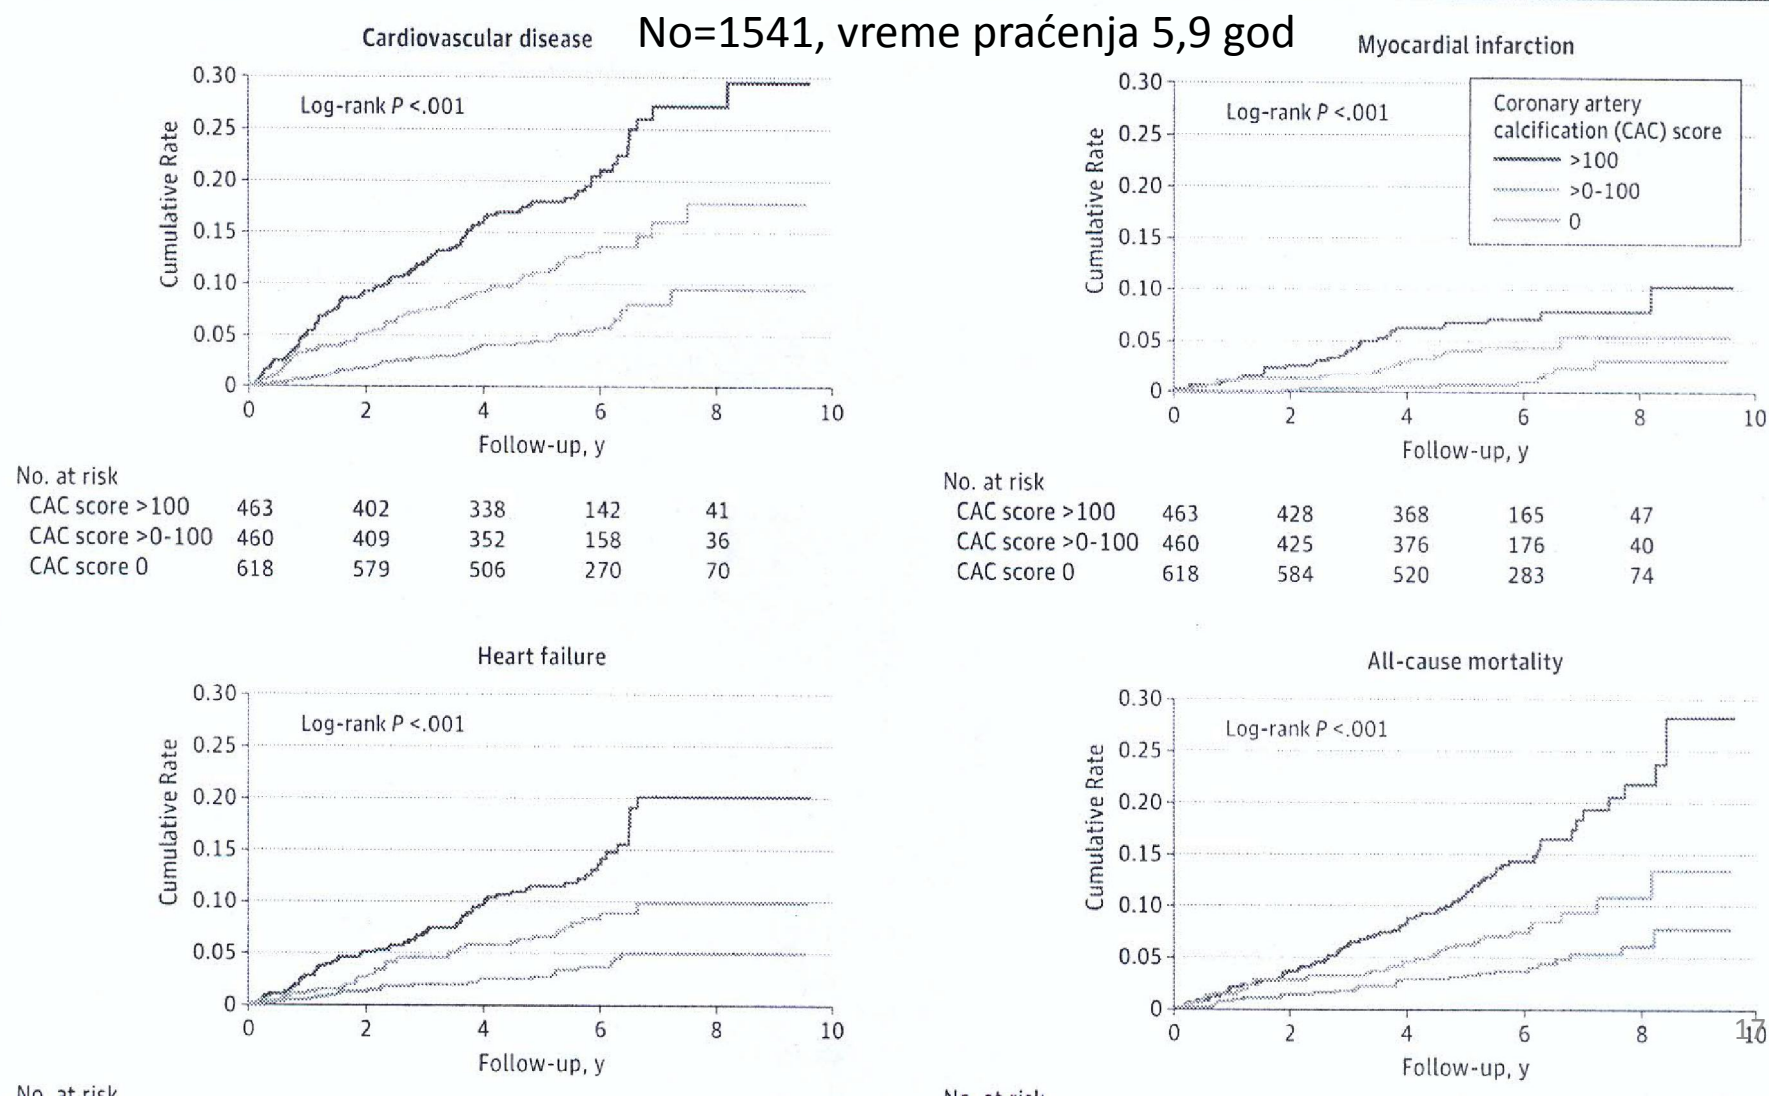 No=1541, vreme praćenja 5,9 god
Cardiovascular disease
Log-rank P <.001
Cumulative Rate
0.30
0.25
0.20
0.15
0.10
0.05
0
0 2 4 6 8 10
Follow-up, y
No. at risk
CAC score >100 463 402 338 142 41
CAC score >0-100 460 409 352 158 36
CAC score 0 618 579 506 270 70
Myocardial infarction
Log-rank P <.001
Coronary artery
calcification (CAC) score
>100
>0-100
0
Cumulative Rate
0.30
0.25
0.20
0.15
0.10
0.05
0
0 2 4 6 8 10
Follow-up, y
No. at risk
CAC score >100 463 428 368 165 47
CAC score >0-100 460 425 376 176 40
CAC score 0 618 584 520 283 74
Heart failure
Log-rank P <.001
Cumulative Rate
0.30
0.25
0.20
0.15
0.10
0.05
0
0 2 4 6 8 10
Follow-up, y
No. at risk
All-cause mortality
Log-rank P <.001
Cumulative Rate
0.30
0.25
0.20
0.15
0.10
0.05
0
0 2 4 6 8 10
17
Follow-up, y
No. at risk